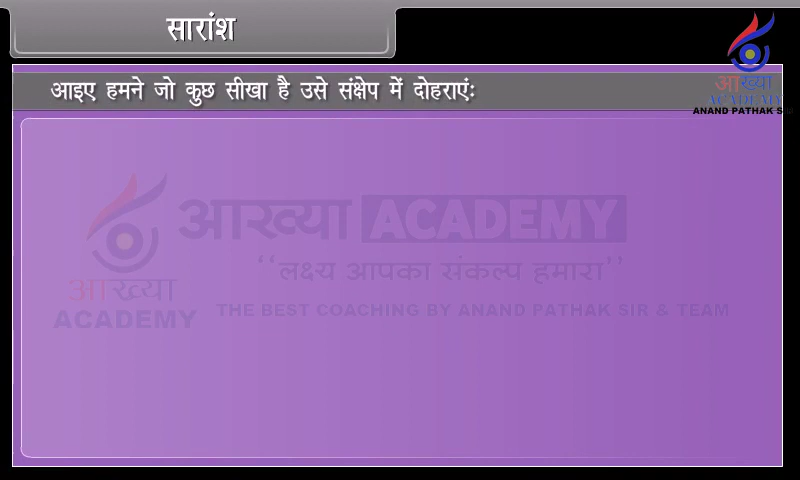 सारांश
आइए हमने जो कुछ सीखा है उसे संक्षेप में दोहराएंः
आख्या
ACADEMY
ANAND PATHAK SIR
आख्या ACADEMY
‘‘लक्ष्य आपका संकल्प हमारा’’
आख्या
ACADEMY
THE BEST COACHING BY ANAND PATHAK SIR & TEAM